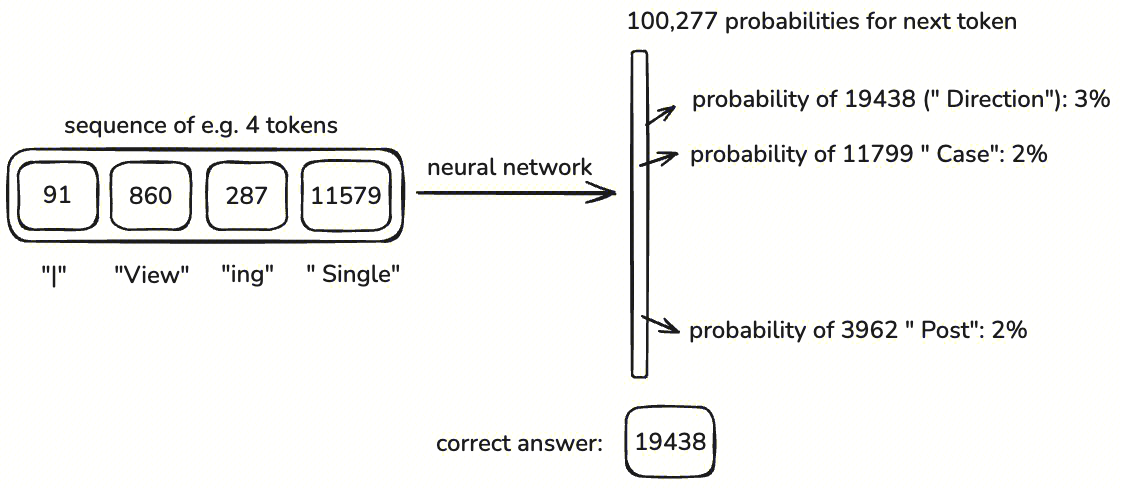 100,277 probabilities for next token
probability of 19438 (" Direction"): 3%
sequence of e.g. 4 tokens
neural network
probability of 11799 " Case": 2%
91 860 287 11579
"|" "View" "ing" " Single"
probability of 3962 " Post": 2%
correct answer: 19438